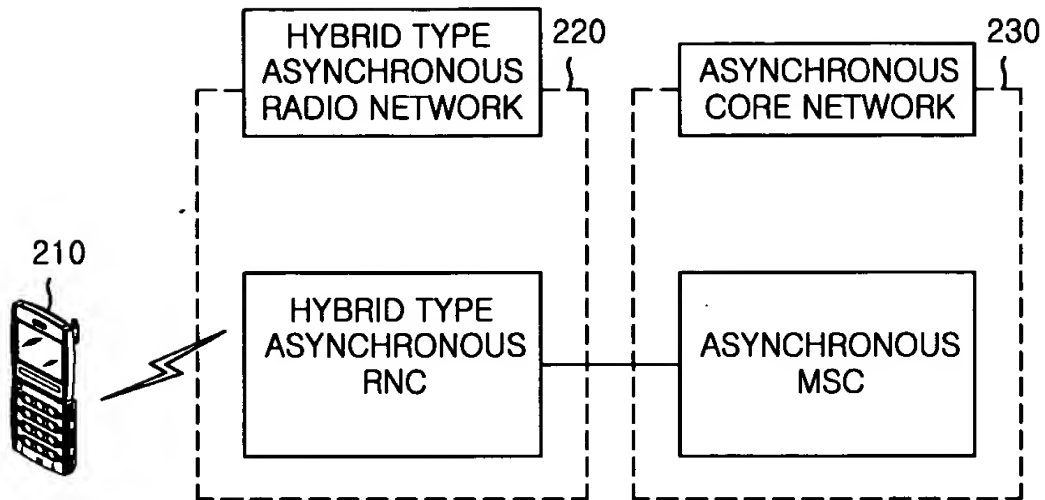 HYBRID TYPE
ASYNCHRONOUS
RADIO NETWORK
220
ASYNCHRONOUS
CORE NETWORK
230
210
HYBRID TYPE
ASYNCHRONOUS
RNC
ASYNCHRONOUS
MSC